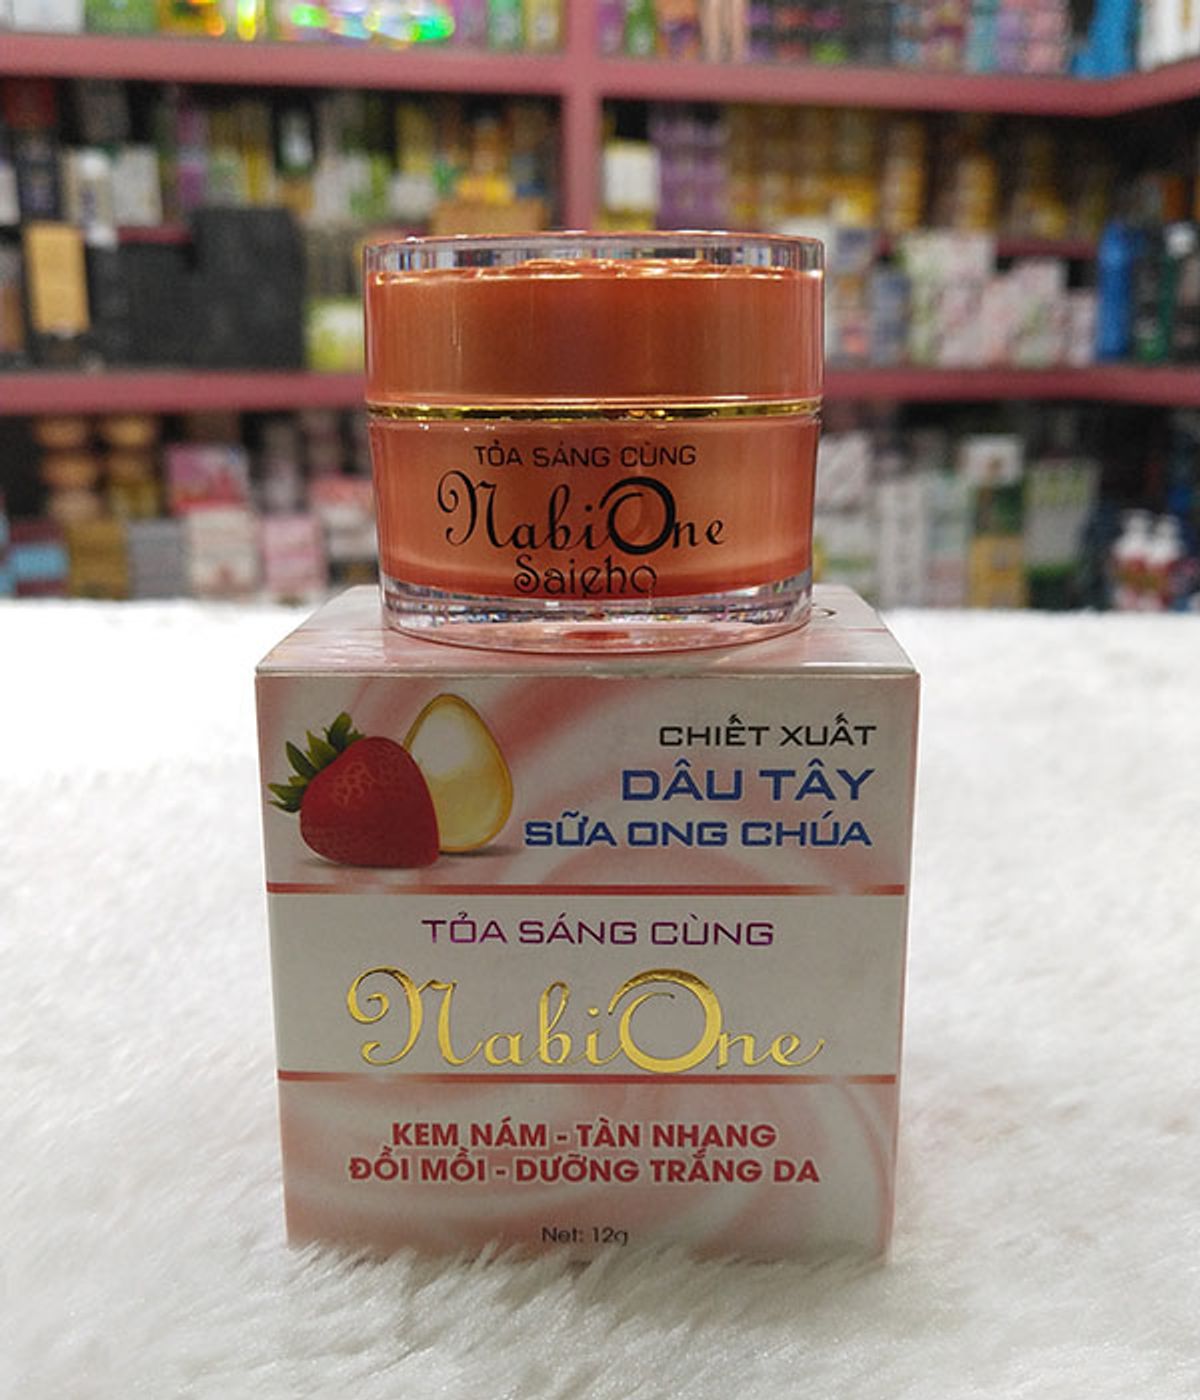 TỎA SÁNG CÙNG
NabiOne
Saigho
CHIẾT XUẤT
DÂU TÂY
SỮA ONG CHÚA
TỎA SÁNG CÙNG
NabiOne
KEM NÁM - TÀN NHANG
ĐỒI MỒI - DƯỠNG TRẮNG DA
Net: 12g